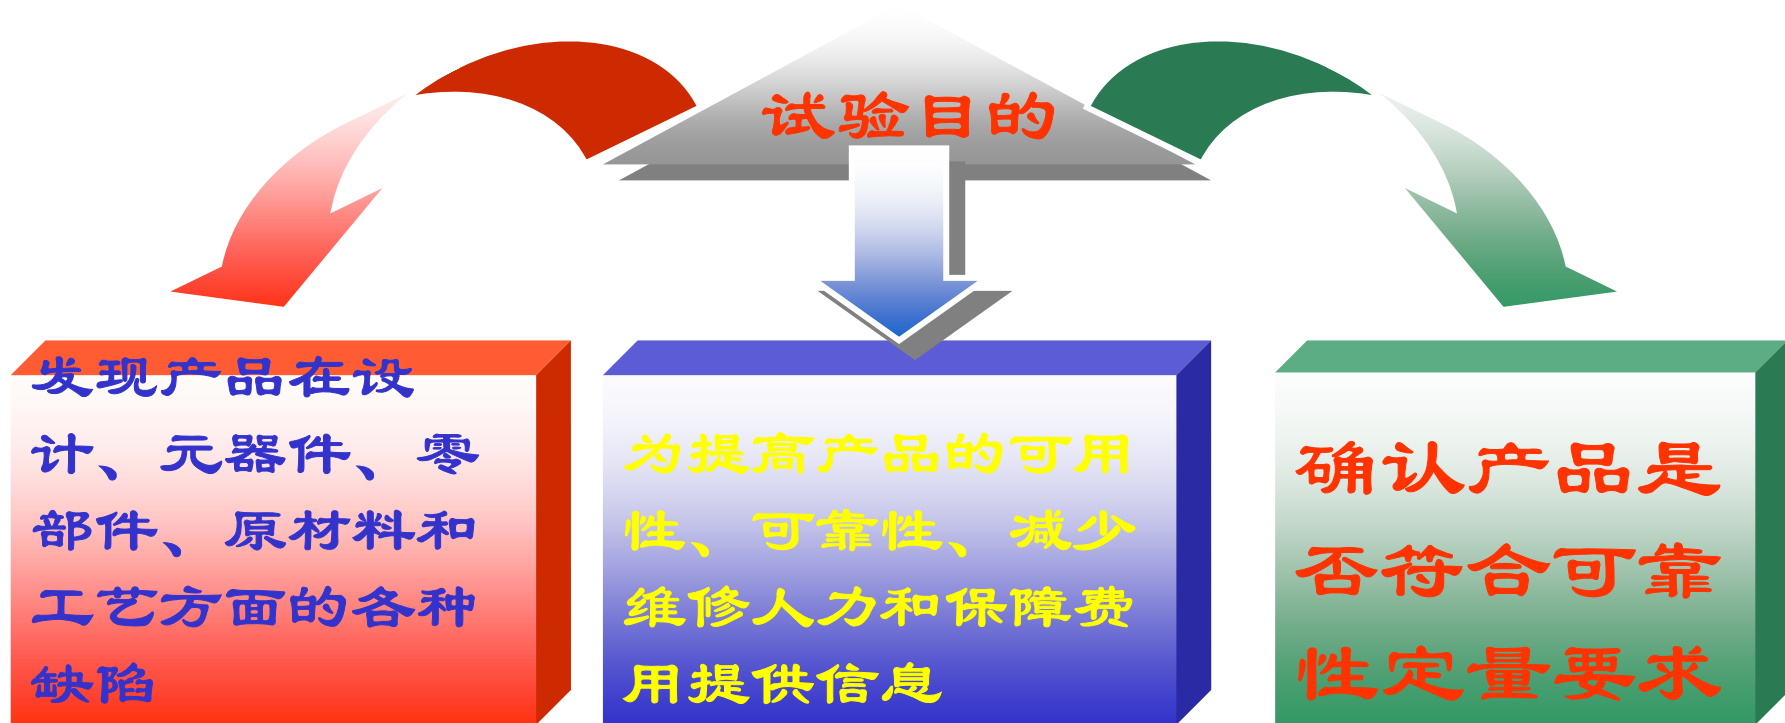 试验目的
发现产品在设
计、元器件、零
部件、原材料和
工艺方面的各种
缺陷
为提高产品的可用
性、可靠性、减少
维修人力和保障费
用提供信息
确认产品是
否符合可靠
性定量要求